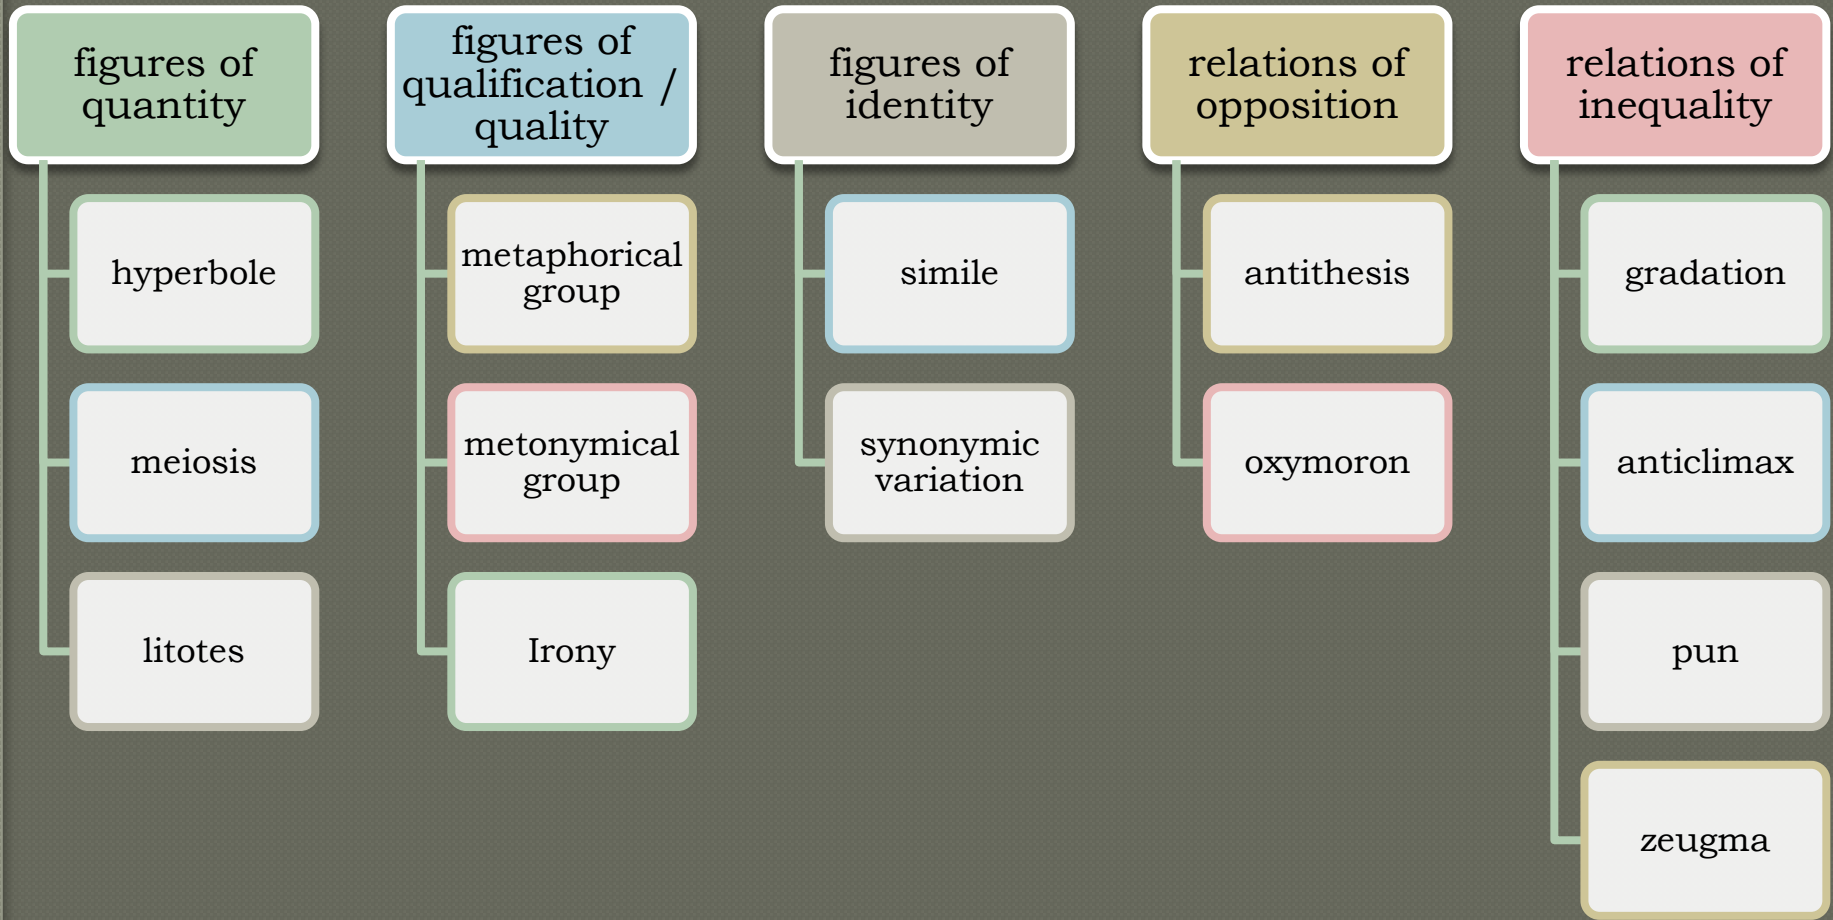 figures of
quantity
hyperbole
meiosis
litotes
figures of
qualification /
quality
metaphorical
group
metonymical
group
Irony
figures of
identity
simile
synonymic
variation
relations of
opposition
antithesis
oxymoron
relations of
inequality
gradation
anticlimax
pun
zeugma